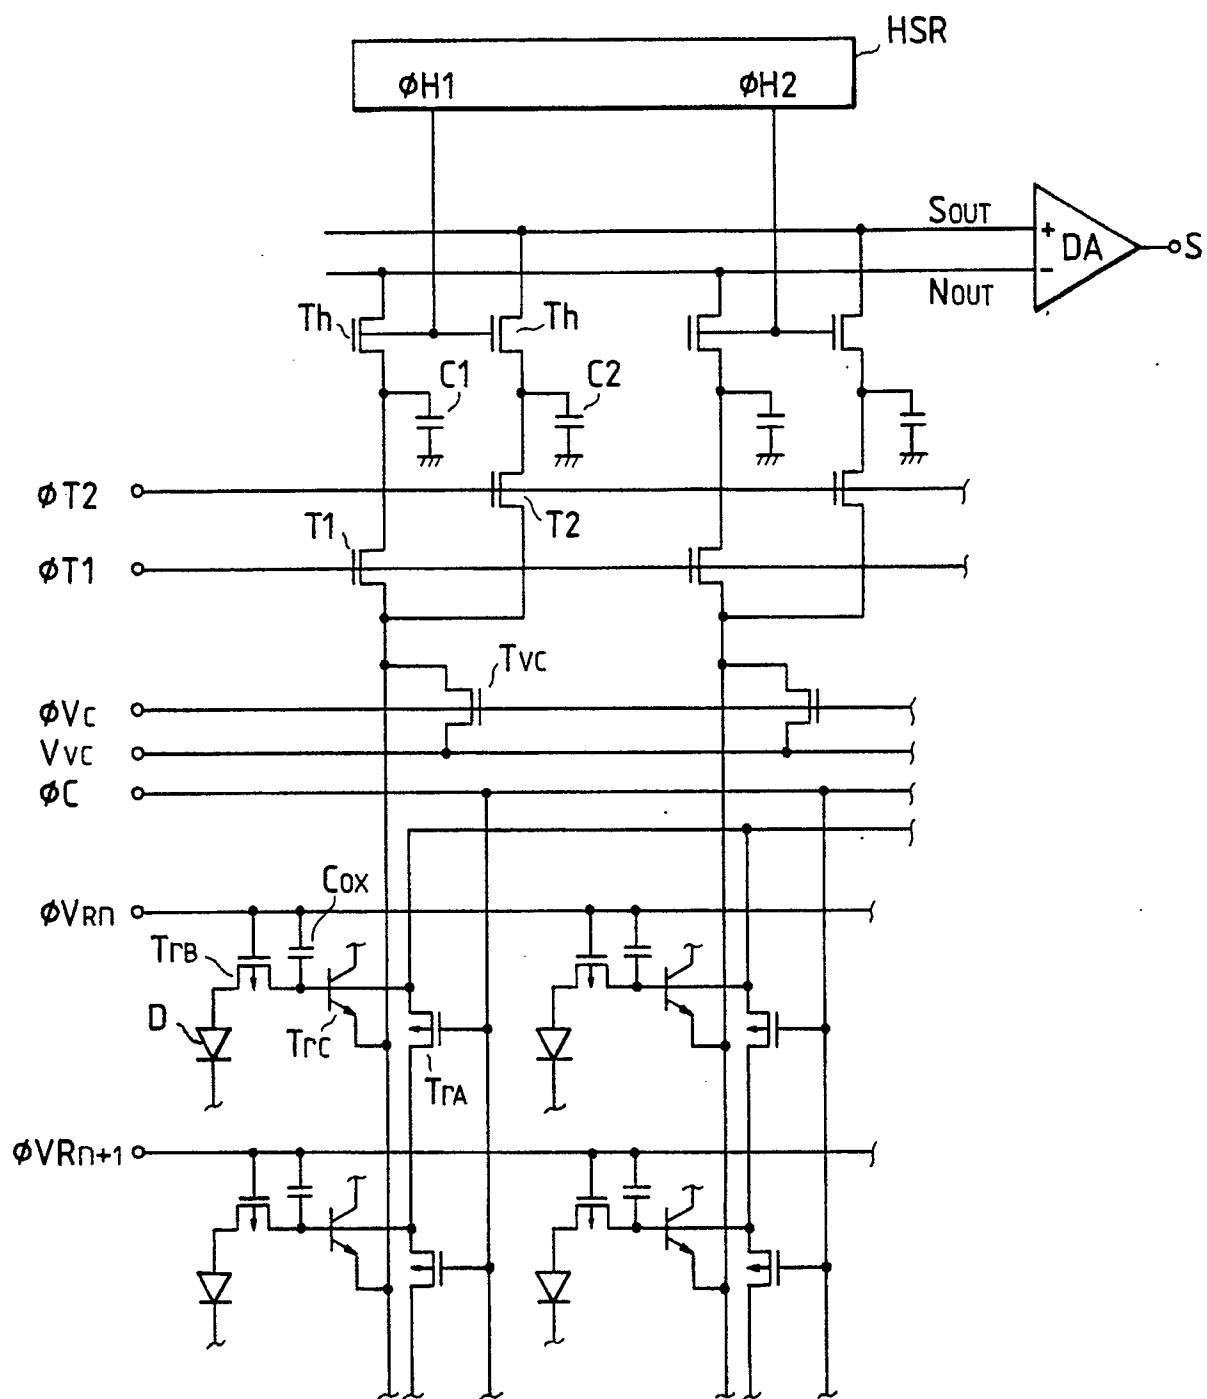 HSR
φH1
φH2
SOUT
+
DA
S
-
NOUT
Th
Th
C1
C2
φT2
T1
T2
φT1
TVC
φVC
VVC
φC
COX
φVRn
TrB
D
TrC
TrA
φVRn+1